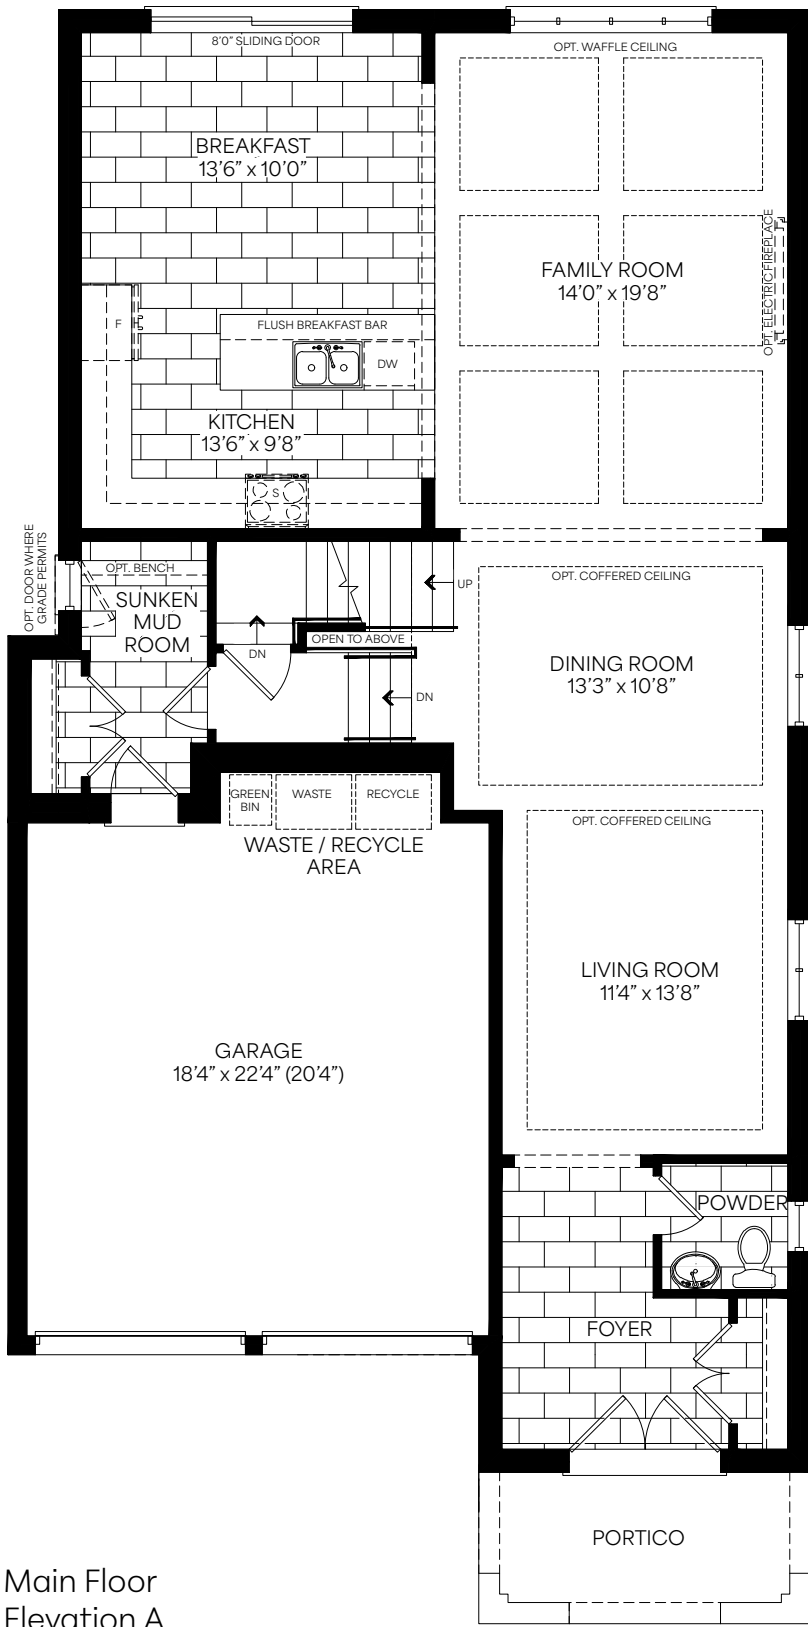 8'0" SLIDING DOOR
OPT. WAFFLE CEILING
BREAKFAST
13'6" x 10'0"
FAMILY ROOM
14'0" x 19'8"
OPT. ELECTRIC FIREPLACE
F
FLUSH BREAKFAST BAR
DW
KITCHEN
13'6" x 9'8"
S
OPT. DOOR WHERE
GRADE PERMITS
OPT. BENCH
SUNKEN
MUD
ROOM
UP
OPEN TO ABOVE
DN
DN
OPT. COFFERED CEILING
DINING ROOM
13'3" x 10'8"
GREEN
BIN
WASTE
RECYCLE
WASTE / RECYCLE
AREA
OPT. COFFERED CEILING
LIVING ROOM
11'4" x 13'8"
GARAGE
18'4" x 22'4" (20'4")
POWDER
FOYER
PORTICO
Main Floor
Elevation A